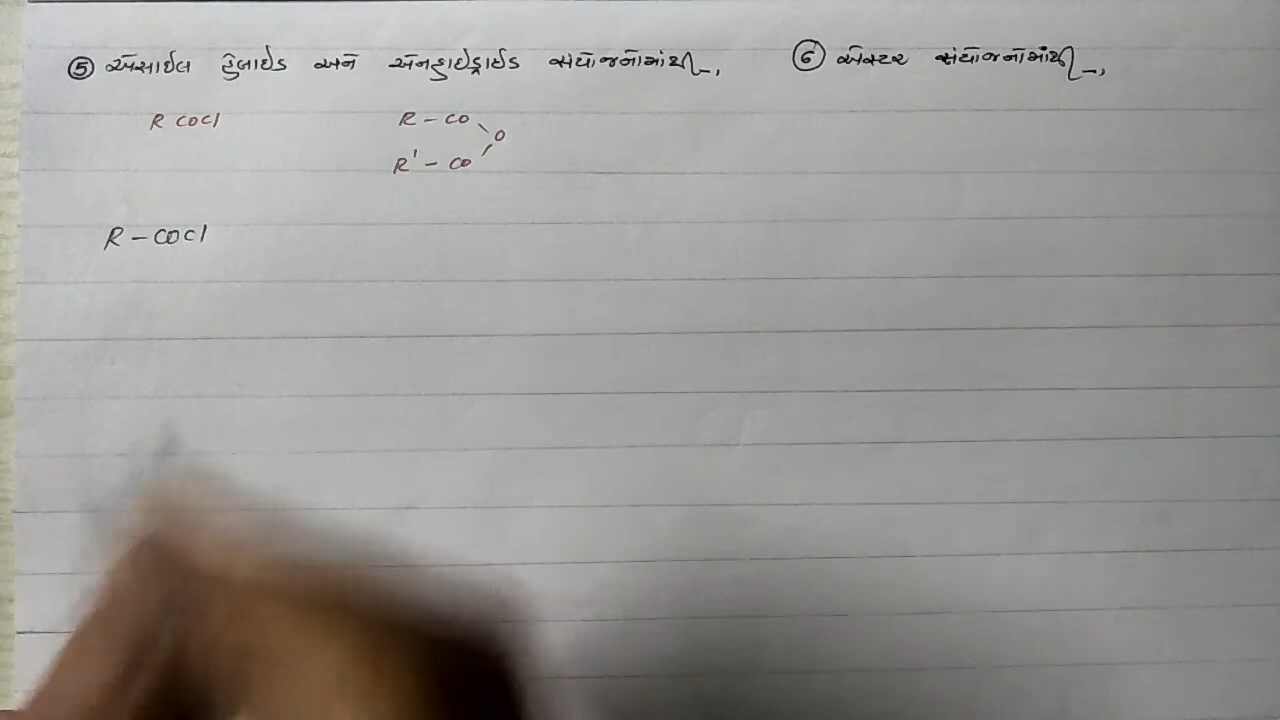 ⑤ એસાઈલ હેલાઈડ અને એનહાઈડ્રાઈડ સંયોજનોમાંથી –, ⑥ એસ્ટર સંયોજનોમાંથી –,
R COCl R – CO \ O
R' – CO /
R – COCl